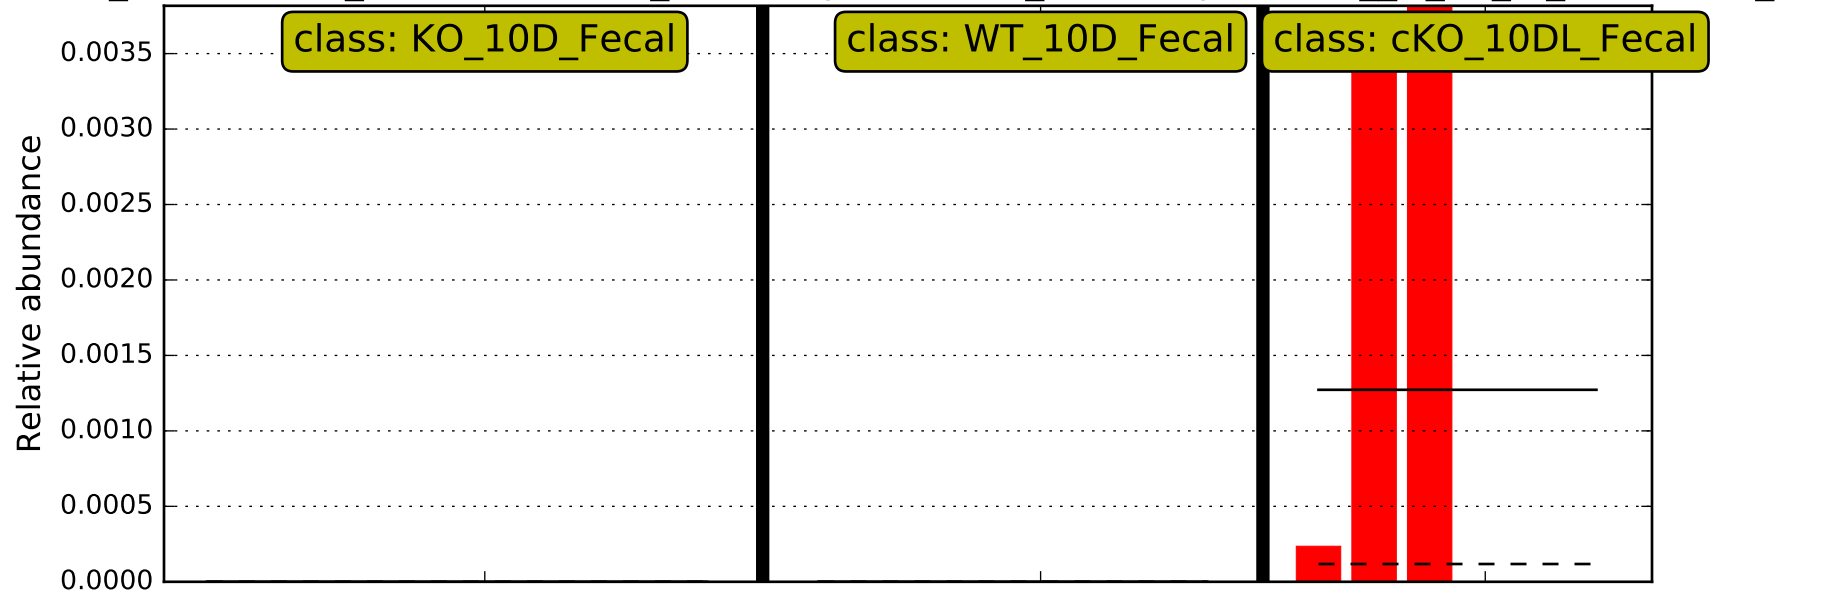 class: KO_10D_Fecal
class: WT_10D_Fecal
class: cKO_10DL_Fecal
0.0035
0.0030
0.0025
0.0020
0.0015
0.0010
0.0005
0.0000
Relative abundance